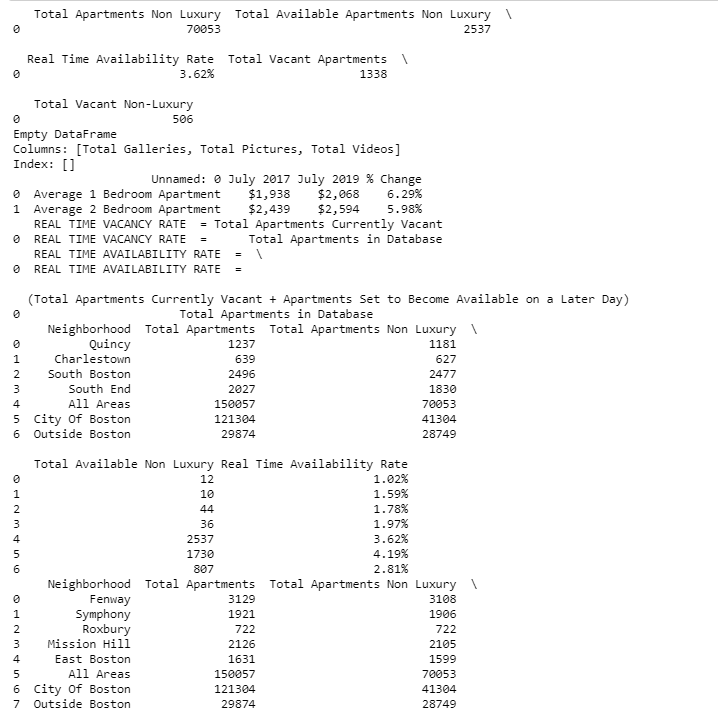 Total Apartments Non Luxury  Total Available Apartments Non Luxury  \
0                        70053                                  2537
Real Time Availability Rate  Total Vacant Apartments  \
0                       3.62%                     1338
Total Vacant Non-Luxury
0                      506
Empty DataFrame
Columns: [Total Galleries, Total Pictures, Total Videos]
Index: []
Unnamed: 0 July 2017 July 2019 % Change
0  Average 1 Bedroom Apartment    $1,938    $2,068    6.29%
1  Average 2 Bedroom Apartment    $2,439    $2,594    5.98%
REAL TIME VACANCY RATE  = Total Apartments Currently Vacant
0  REAL TIME VACANCY RATE  =      Total Apartments in Database
REAL TIME AVAILABILITY RATE  =  \
0  REAL TIME AVAILABILITY RATE  =
(Total Apartments Currently Vacant + Apartments Set to Become Available on a Later Day)
0                       Total Apartments in Database
Neighborhood  Total Apartments  Total Apartments Non Luxury  \
0          Quincy              1237                         1181
1     Charlestown               639                          627
2    South Boston              2496                         2477
3       South End              2027                         1830
4       All Areas            150057                        70053
5  City Of Boston            121304                        41304
6  Outside Boston             29874                        28749
Total Available Non Luxury Real Time Availability Rate
0                          12                       1.02%
1                          10                       1.59%
2                          44                       1.78%
3                          36                       1.97%
4                        2537                       3.62%
5                        1730                       4.19%
6                         807                       2.81%
Neighborhood  Total Apartments  Total Apartments Non Luxury  \
0          Fenway              3129                         3108
1        Symphony              1921                         1906
2         Roxbury               722                          722
3    Mission Hill              2126                         2105
4     East Boston              1631                         1599
5       All Areas            150057                        70053
6  City Of Boston            121304                        41304
7  Outside Boston             29874                        28749